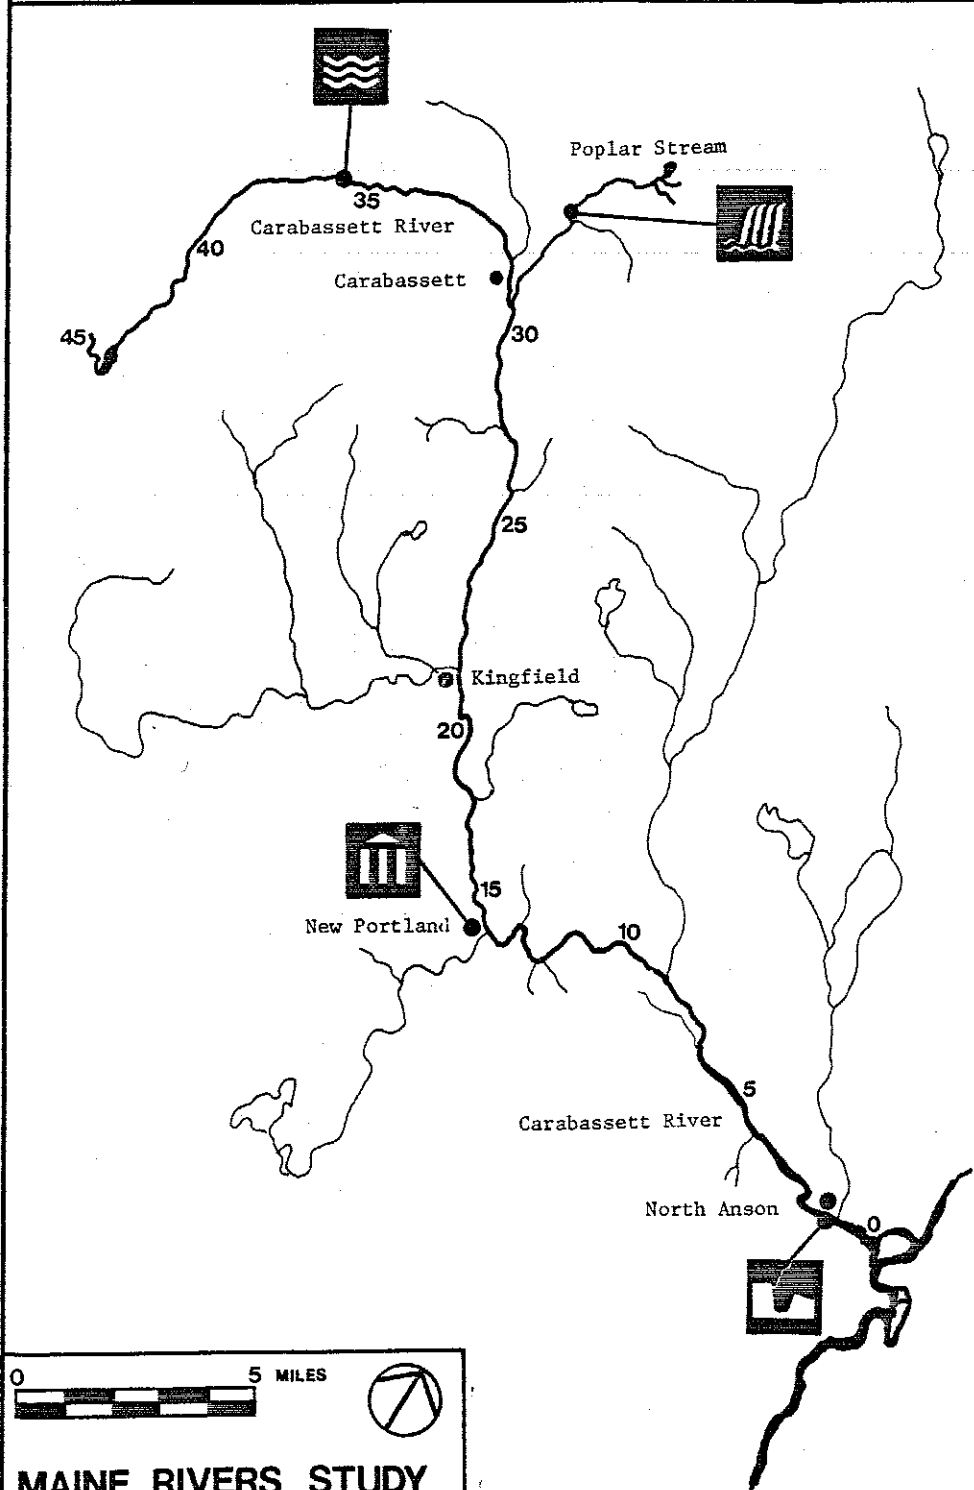 Poplar Stream
35
Carabassett River
40
Carabassett
45
30
25
Kingfield
20
15
New Portland
10
5
Carabassett River
North Anson
0
0 5 MILES
MAINE RIVERS STUDY